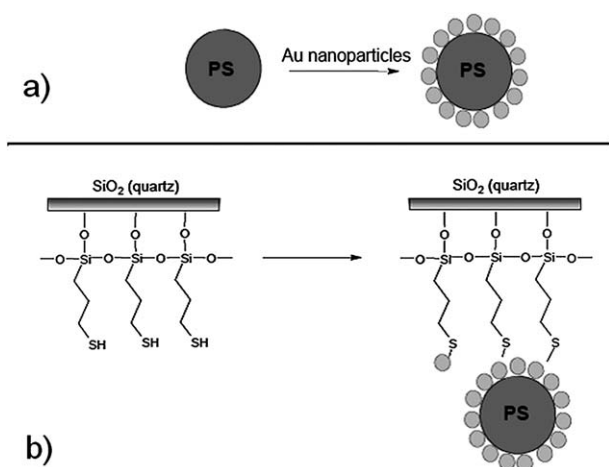 PS
Au nanoparticles
PS
a)
SiO₂ (quartz)
O O O
—O—Si—O—Si—O—Si—O—
SH SH SH
SiO₂ (quartz)
O O O
—O—Si—O—Si—O—Si—O—
S S S
PS
b)